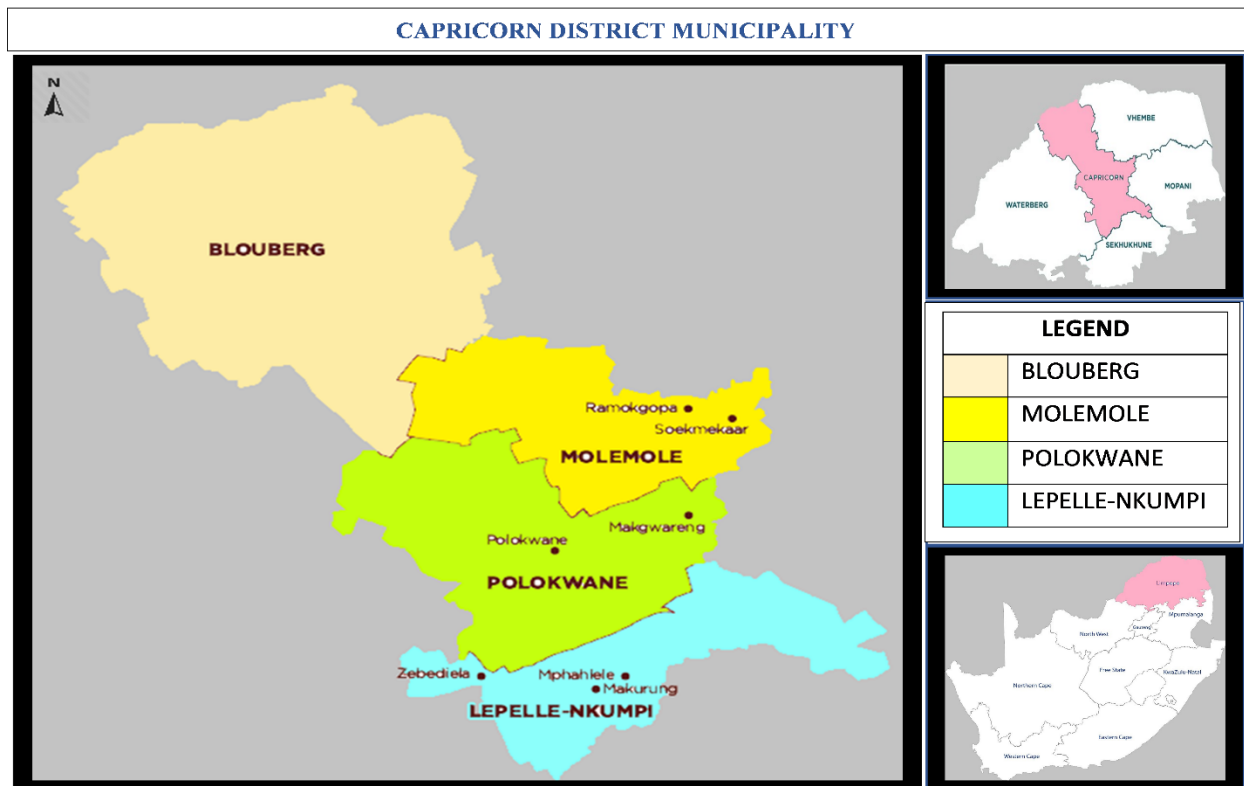 CAPRICORN DISTRICT MUNICIPALITY
N
BLOUBERG
Ramokgopa
Soekmekaar
MOLEMOLE
Makgwareng
Polokwane
POLOKWANE
Zebediela
Mphahlele
Makurung
LEPELLE-NKUMPI
VHEMBE
CAPRICORN
MOPANI
WATERBERG
SEKHUKHUNE
LEGEND
BLOUBERG
MOLEMOLE
POLOKWANE
LEPELLE-NKUMPI
Limpopo
Mpumalanga
North West
Gauteng
Free State
KwaZulu-Natal
Northern Cape
Eastern Cape
Western Cape